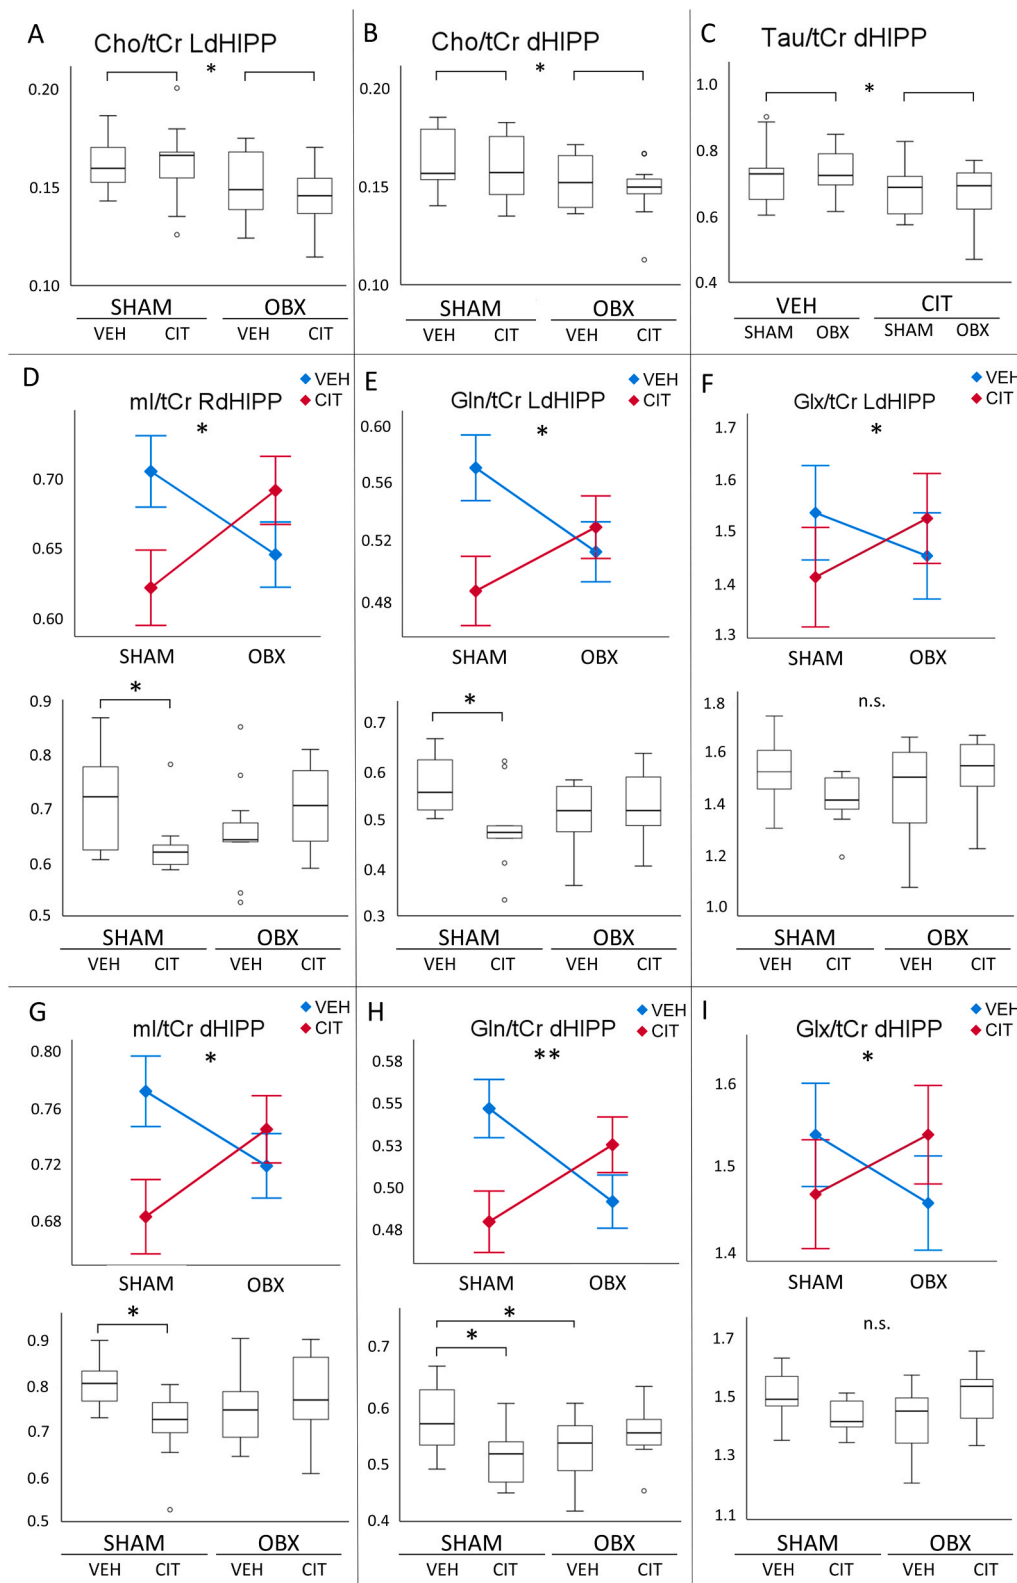 A
Cho/tCr LdHIPP
*
0.20
0.15
0.10
SHAM OBX
VEH CIT VEH CIT
B
Cho/tCr dHIPP
*
0.20
0.15
0.10
SHAM OBX
VEH CIT VEH CIT
C
Tau/tCr dHIPP
*
1.0
0.8
0.6
0.4
VEH CIT
SHAM OBX SHAM OBX
D
VEH
CIT
mI/tCr RdHIPP
*
0.70
0.65
0.60
SHAM OBX
0.9
0.8
0.7
0.6
0.5
*
SHAM OBX
VEH CIT VEH CIT
E
VEH
CIT
Gln/tCr LdHIPP
*
0.60
0.56
0.52
0.48
SHAM OBX
0.7
0.6
0.5
0.4
0.3
*
SHAM OBX
VEH CIT VEH CIT
F
VEH
CIT
Glx/tCr LdHIPP
*
1.7
1.6
1.5
1.4
1.3
SHAM OBX
n.s.
1.8
1.6
1.4
1.2
1.0
SHAM OBX
VEH CIT VEH CIT
G
VEH
CIT
mI/tCr dHIPP
*
0.80
0.76
0.72
0.68
SHAM OBX
0.9
0.8
0.7
0.6
0.5
*
SHAM OBX
VEH CIT VEH CIT
H
VEH
CIT
Gln/tCr dHIPP
**
0.58
0.55
0.53
0.50
0.48
SHAM OBX
*
*
0.7
0.6
0.5
0.4
SHAM OBX
VEH CIT VEH CIT
I
VEH
CIT
Glx/tCr dHIPP
*
1.6
1.5
1.4
SHAM OBX
n.s.
1.7
1.5
1.3
1.1
SHAM OBX
VEH CIT VEH CIT